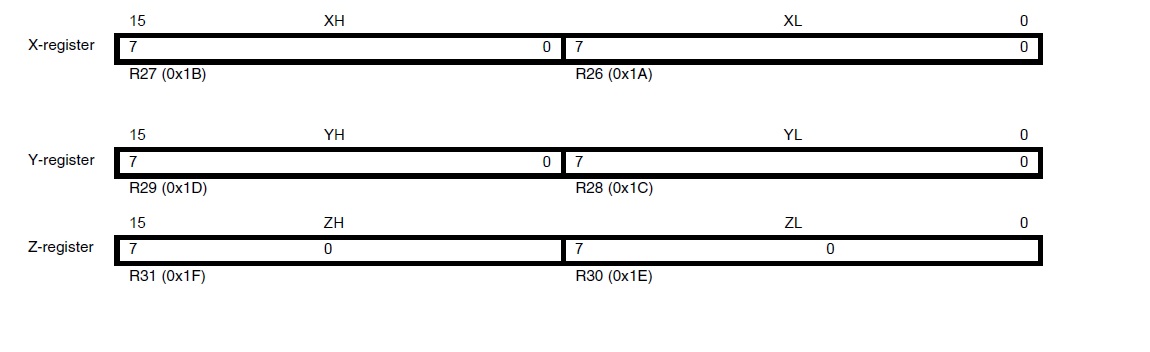 15 XH XL 0
X-register 7 0 7 0
R27 (0x1B) R26 (0x1A)
15 YH YL 0
Y-register 7 0 7 0
R29 (0x1D) R28 (0x1C)
15 ZH ZL 0
Z-register 7 0 7 0
R31 (0x1F) R30 (0x1E)